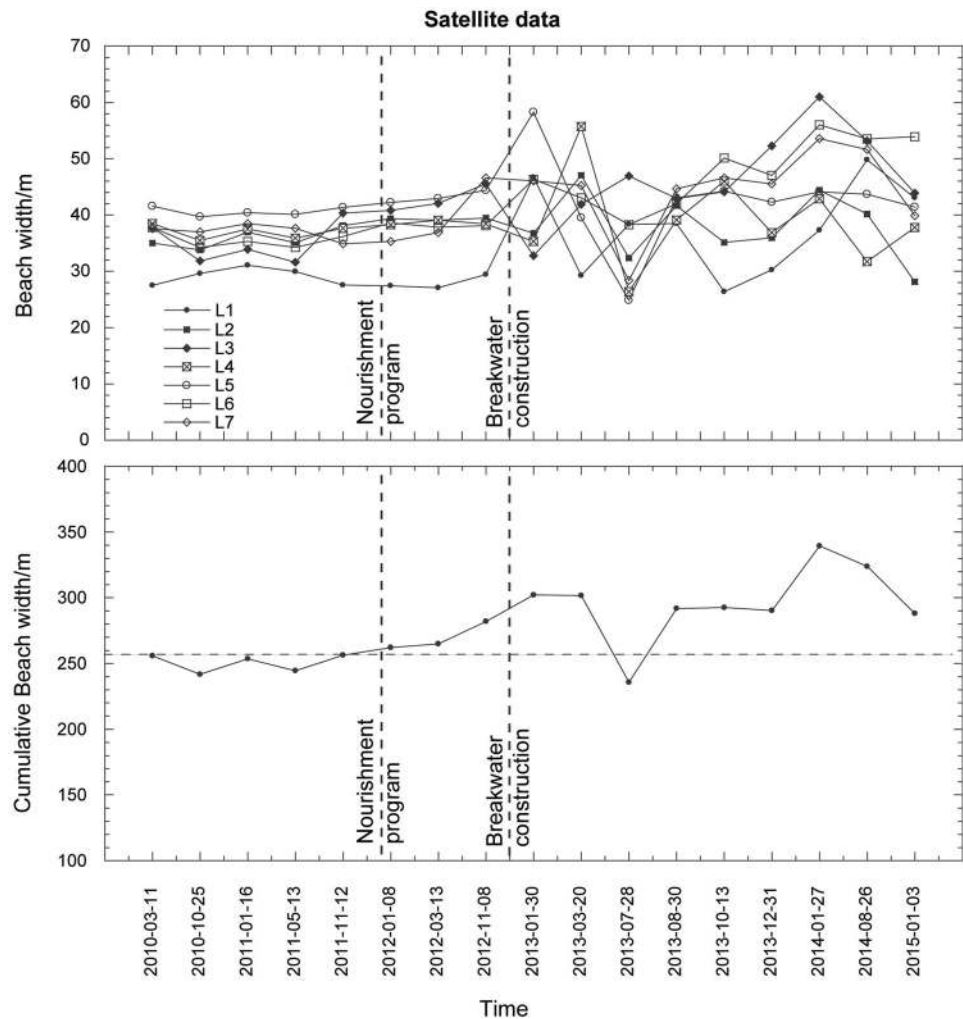 Satellite data
70
60
50
40
30
20
10
0
Beach width/m
L1
L2
L3
L4
L5
L6
L7
Nourishment
program
Breakwater
construction
400
350
300
250
200
150
100
Cumulative Beach width/m
Nourishment
program
Breakwater
construction
2010-03-11
2010-10-25
2011-01-16
2011-05-13
2011-11-12
2012-01-08
2012-03-13
2012-11-08
2013-01-30
2013-03-20
2013-07-28
2013-08-30
2013-10-13
2013-12-31
2014-01-27
2014-08-26
2015-01-03
Time